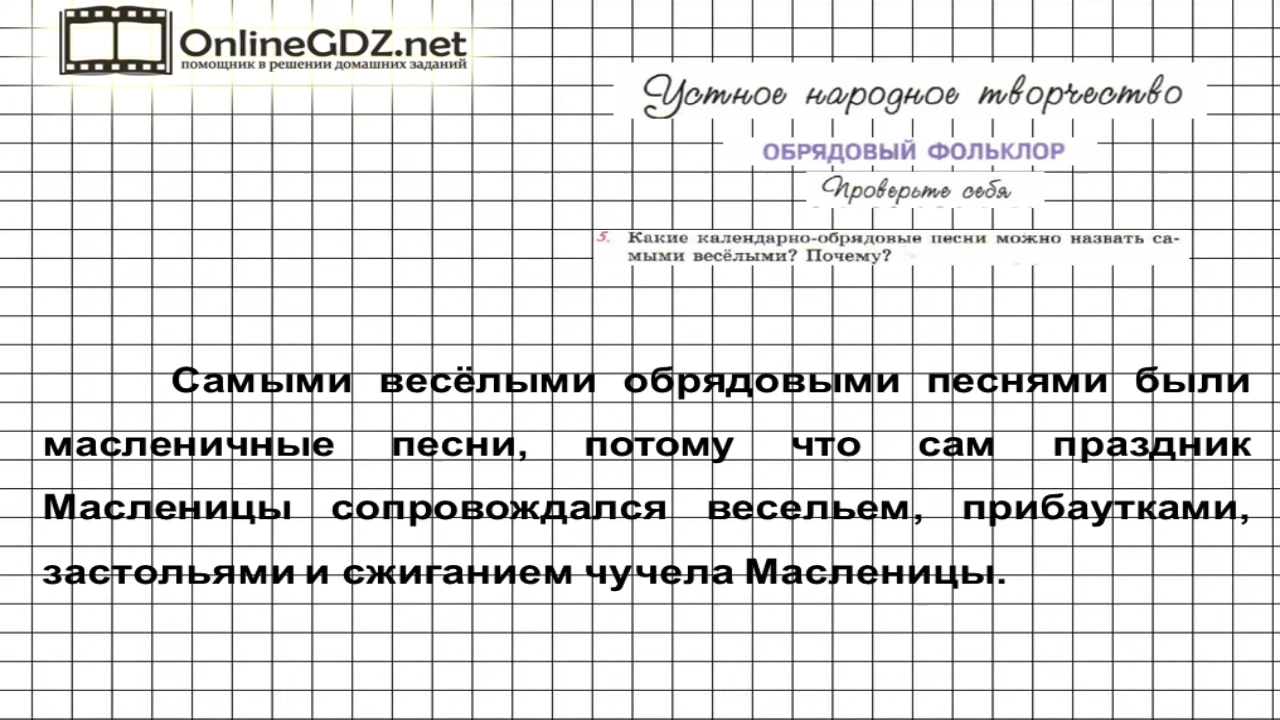 OnlineGDZ.net
помощник в решении домашних заданий
Устное народное творчество
ОБРЯДОВЫЙ ФОЛЬКЛОР
Проверьте себя
5. Какие календарно-обрядовые песни можно назвать са-
мыми весёлыми? Почему?
Самыми весёлыми обрядовыми песнями были
масленичные песни, потому что сам праздник
Масленицы сопровождался весельем, прибаутками,
застольями и сжиганием чучела Масленицы.